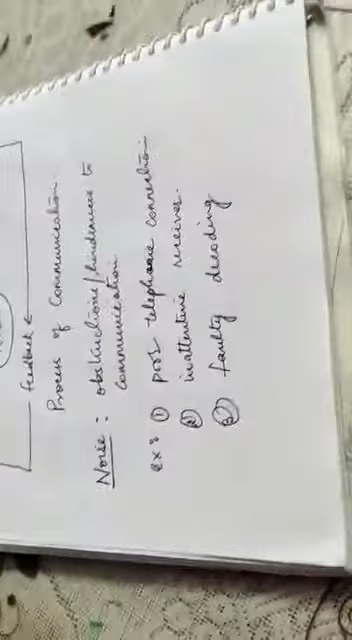 Feedback
Process of Communication.
Noise : obstructions/hinderences to
communication
ex: ① poor telephone connection
② inattentive receiver.
③ faulty decoding